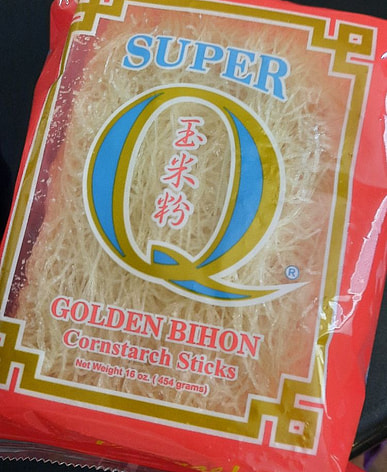 SUPER
Q
玉
米
粉
®
GOLDEN BIHON
Cornstarch Sticks
Net Weight 16 oz. (454 grams)